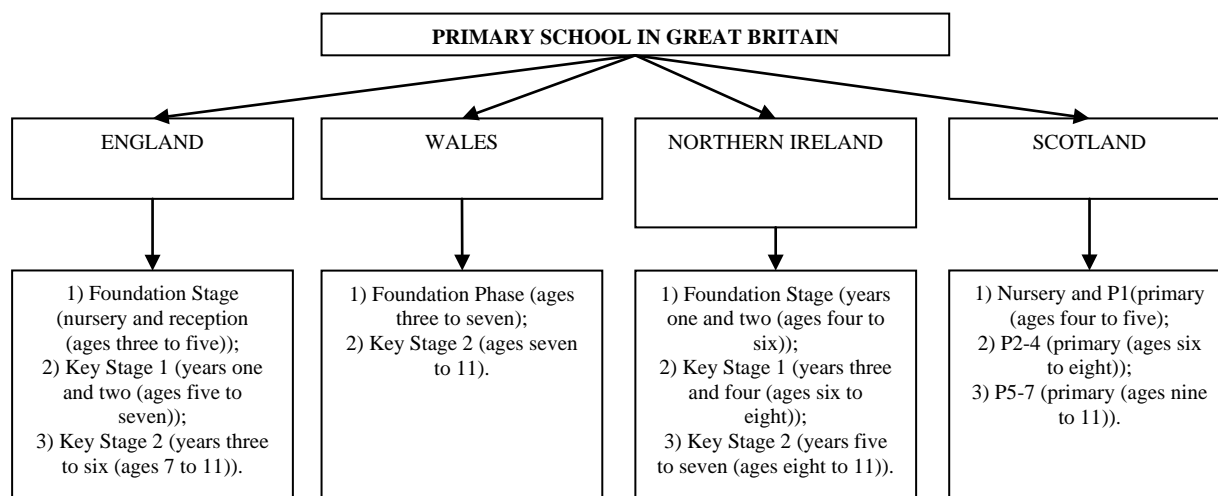 PRIMARY SCHOOL IN GREAT BRITAIN
ENGLAND
WALES
NORTHERN IRELAND
SCOTLAND
1) Foundation Stage
(nursery and reception
(ages three to five));
2) Key Stage 1 (years one
and two (ages five to
seven));
3) Key Stage 2 (years three
to six (ages 7 to 11)).
1) Foundation Phase (ages
three to seven);
2) Key Stage 2 (ages seven
to 11).
1) Foundation Stage (years
one and two (ages four to
six));
2) Key Stage 1 (years three
and four (ages six to
eight));
3) Key Stage 2 (years five
to seven (ages eight to 11)).
1) Nursery and P1(primary
(ages four to five);
2) P2-4 (primary (ages six
to eight));
3) P5-7 (primary (ages nine
to 11)).